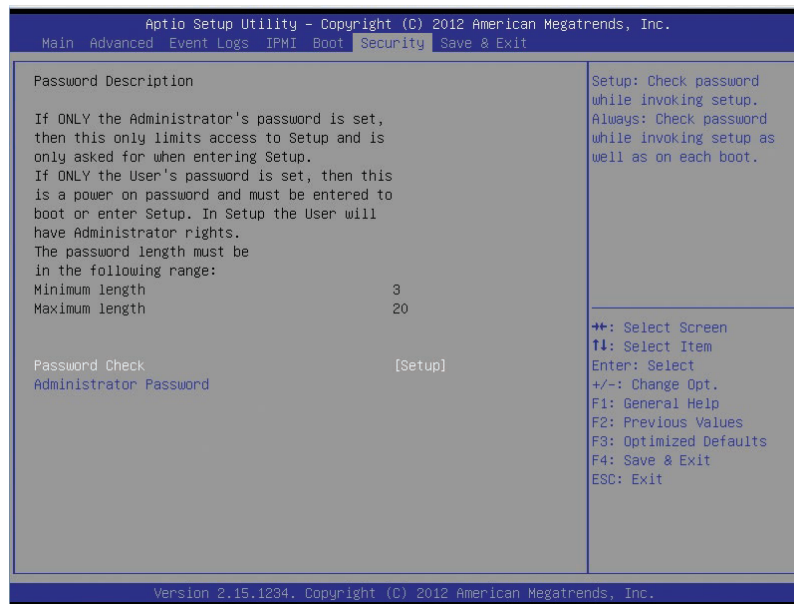 Aptio Setup Utility – Copyright (C) 2012 American Megatrends, Inc.
Main Advanced Event Logs IPMI Boot Security Save & Exit
Password Description
If ONLY the Administrator's password is set,
then this only limits access to Setup and is
only asked for when entering Setup.
If ONLY the User's password is set, then this
is a power on password and must be entered to
boot or enter Setup. In Setup the User will
have Administrator rights.
The password length must be
in the following range:
Minimum length 3
Maximum length 20
Password Check [Setup]
Administrator Password
Setup: Check password
while invoking setup.
Always: Check password
while invoking setup as
well as on each boot.
→←: Select Screen
↑↓: Select Item
Enter: Select
+/-: Change Opt.
F1: General Help
F2: Previous Values
F3: Optimized Defaults
F4: Save & Exit
ESC: Exit
Version 2.15.1234. Copyright (C) 2012 American Megatrends, Inc.